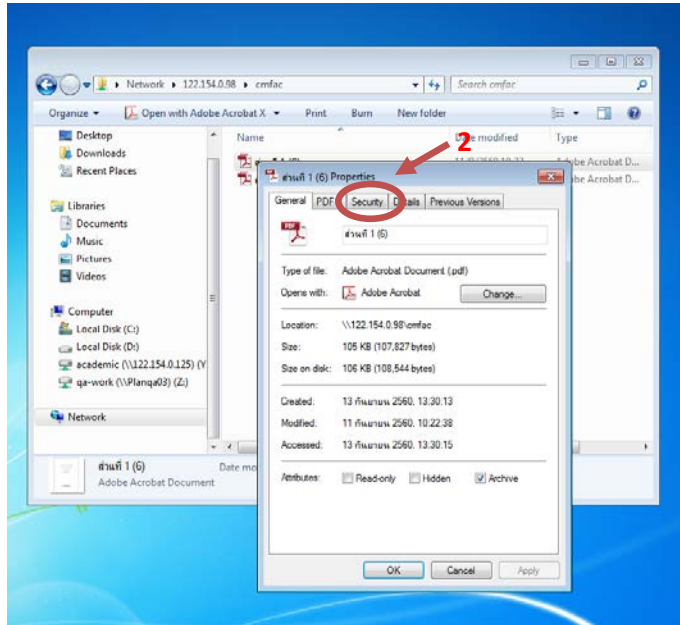 Network ▸ 122.154.0.98 ▸ cmfac
Search cmfac
Organize
Open with Adobe Acrobat X
Print
Burn
New folder
Desktop
Downloads
Recent Places
Libraries
Documents
Music
Pictures
Videos
Computer
Local Disk (C:)
Local Disk (D:)
academic (\\122.154.0.125) (Y
qa-work (\\Planqa03) (Z:)
Network
Name
modified
Type
2
Adobe Acrobat D...
be Acrobat D...
ส่วนที่ 1 (6) Properties
General
PDF
Security
Details
Previous Versions
PDF
ส่วนที่ 1 (6)
Type of file: Adobe Acrobat Document (.pdf)
Opens with: Adobe Acrobat
Change...
Location: \\122.154.0.98\cmfac
Size: 105 KB (107,827 bytes)
Size on disk: 106 KB (108,544 bytes)
Created: 13 กันยายน 2560, 13:30:13
Modified: 11 กันยายน 2560, 10:22:38
Accessed: 13 กันยายน 2560, 13:30:15
Attributes: Read-only Hidden Archive
OK
Cancel
Apply
ส่วนที่ 1 (6)
Date mo
Adobe Acrobat Document